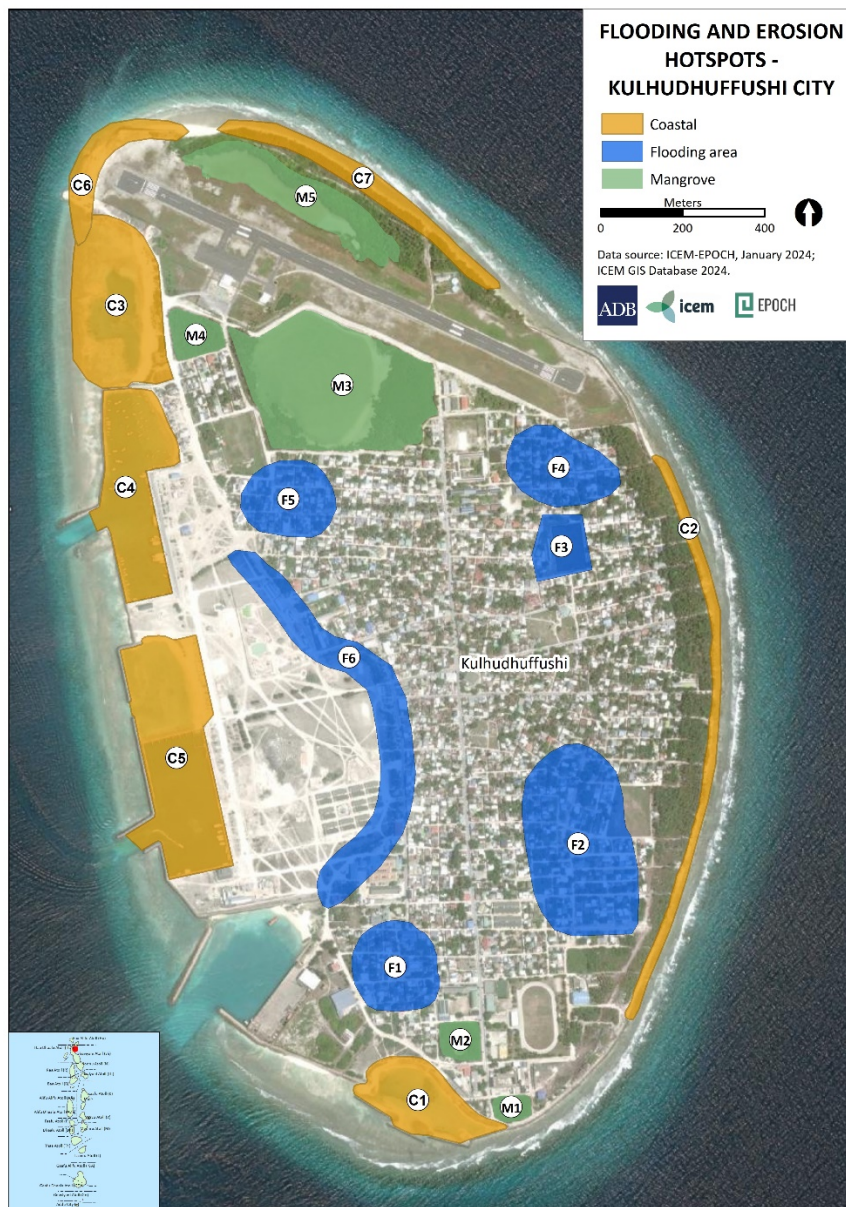 FLOODING AND EROSION
HOTSPOTS -
KULHUDHUFFUSHI CITY
Coastal
Flooding area
Mangrove
Meters
0 200 400
Data source: ICEM-EPOCH, January 2024;
ICEM GIS Database 2024.
ADB icem EPOCH
C6
C7
M5
C3
M4
M3
C4
F5
F4
C2
F3
F6
Kulhudhuffushi
C5
F2
F1
M2
C1
M1